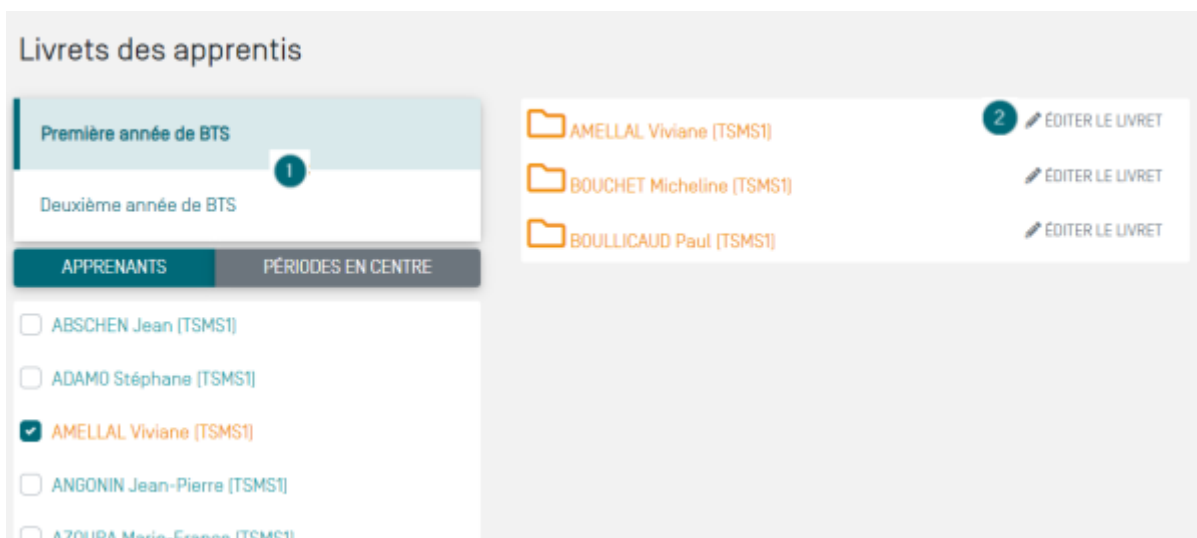 Livrets des apprentis
Première année de BTS
1
Deuxième année de BTS
APPRENANTS
PÉRIODES EN CENTRE
ABSCHEN Jean (TSMS1)
ADAMO Stéphane (TSMS1)
AMELLAL Viviane (TSMS1)
ANGONIN Jean-Pierre (TSMS1)
AMELLAL Viviane (TSMS1)
2
ÉDITER LE LIVRET
BOUCHET Micheline (TSMS1)
ÉDITER LE LIVRET
BOULLICAUD Paul (TSMS1)
ÉDITER LE LIVRET